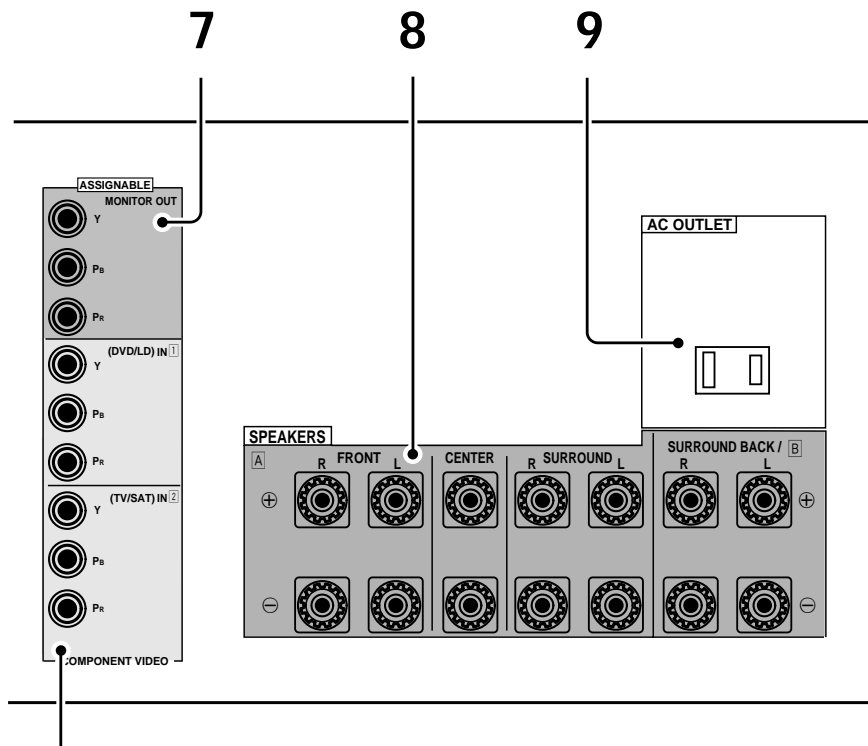 7 8 9
ASSIGNABLE
MONITOR OUT
Y
PB
PR
(DVD/LD) IN 1
Y
PB
PR
(TV/SAT) IN 2
Y
PB
PR
COMPONENT VIDEO
AC OUTLET
SPEAKERS
A R FRONT L CENTER R SURROUND L SURROUND BACK / B
R L
⊕ ⊕
⊖ ⊖